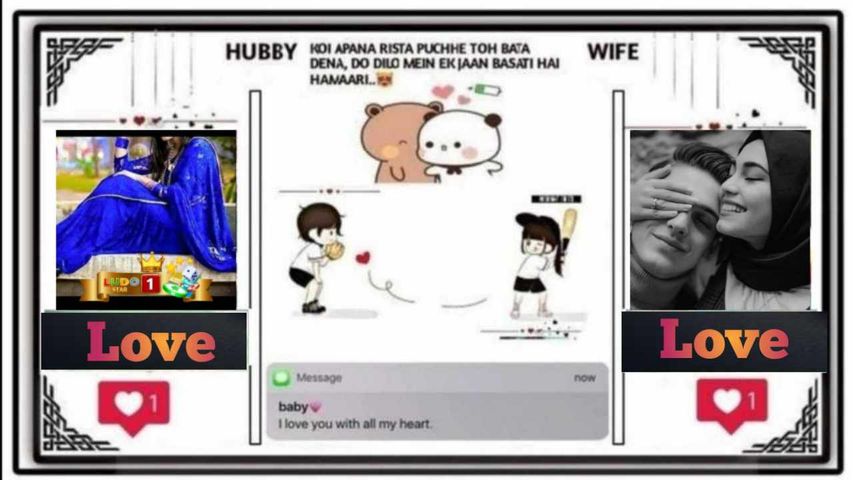 HUBBY
KOI APANA RISTA PUCHHE TOH BATA
DENA, DO DILO MEIN EK JAAN BASATI HAI
HAMAARI..😻
WIFE
LUDO 1
STAR
Love
Love
1
1
Message
now
baby💗
I love you with all my heart.